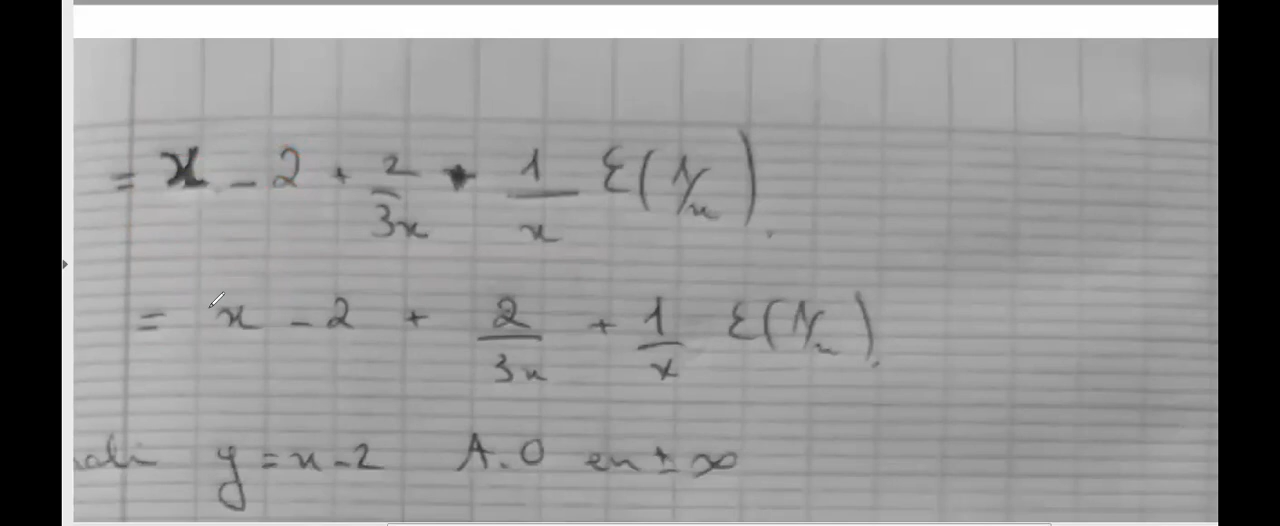 = x - 2 + 2/3x + 1/x ε(1/x).
= x - 2 + 2/3x + 1/x ε(1/x).
y = x - 2 A.O en ± ∞